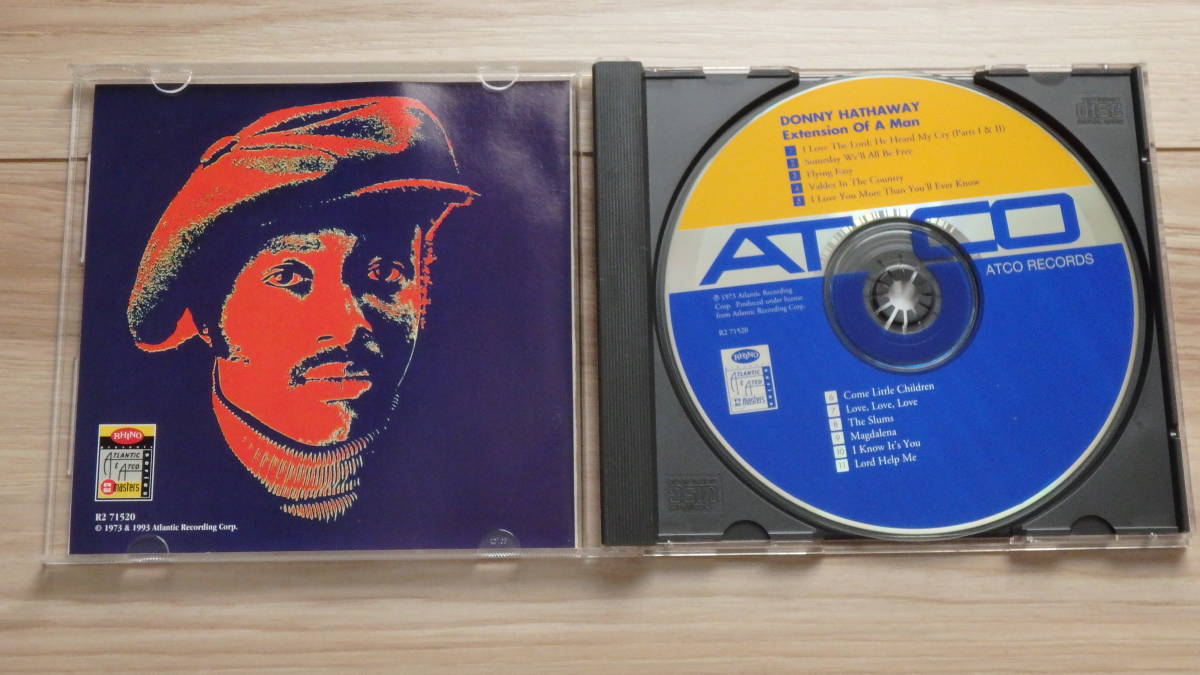 RHINO
PRESENTS
ATLANTIC
& ATCO
masters
SERIES
R2 71520
© 1973 & 1993 Atlantic Recording Corp.
DONNY HATHAWAY
Extension Of A Man
1 I Love The Lord; He Heard My Cry (Parts I & II)
2 Someday We'll All Be Free
3 Flying Easy
4 Valdez In The Country
5 I Love You More Than You'll Ever Know
ATCO
ATCO RECORDS
℗ 1973 Atlantic Recording
Corp. Produced under license
from Atlantic Recording Corp.
R2 71520
RHINO
ATLANTIC
& ATCO
masters
6 Come Little Children
7 Love, Love, Love
8 The Slums
9 Magdalena
10 I Know It's You
11 Lord Help Me
DISC